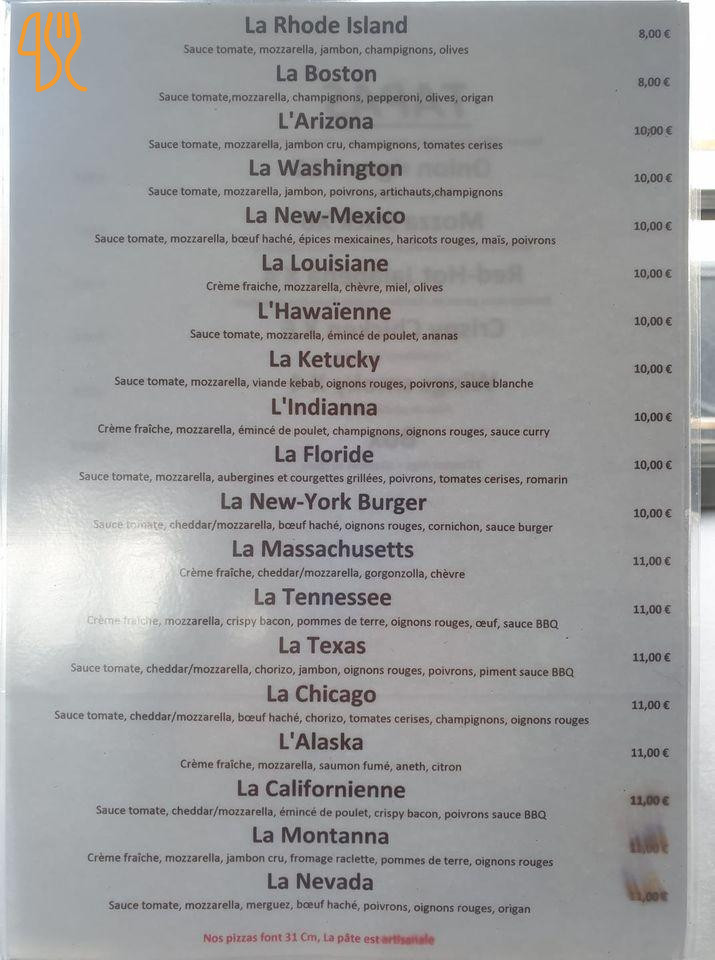 La Rhode Island 8,00 €
Sauce tomate, mozzarella, jambon, champignons, olives
La Boston 8,00 €
Sauce tomate,mozzarella, champignons, pepperoni, olives, origan
L'Arizona 10,00 €
Sauce tomate, mozzarella, jambon cru, champignons, tomates cerises
La Washington 10,00 €
Sauce tomate, mozzarella, jambon, poivrons, artichauts,champignons
La New-Mexico 10,00 €
Sauce tomate, mozzarella, bœuf haché, épices mexicaines, haricots rouges, maïs, poivrons
La Louisiane 10,00 €
Crème fraiche, mozzarella, chèvre, miel, olives
L'Hawaïenne 10,00 €
Sauce tomate, mozzarella, émincé de poulet, ananas
La Ketucky 10,00 €
Sauce tomate, mozzarella, viande kebab, oignons rouges, poivrons, sauce blanche
L'Indianna 10,00 €
Crème fraîche, mozzarella, émincé de poulet, champignons, oignons rouges, sauce curry
La Floride 10,00 €
Sauce tomate, mozzarella, aubergines et courgettes grillées, poivrons, tomates cerises, romarin
La New-York Burger 10,00 €
Sauce tomate, cheddar/mozzarella, bœuf haché, oignons rouges, cornichon, sauce burger
La Massachusetts 11,00 €
Crème fraîche, cheddar/mozzarella, gorgonzolla, chèvre
La Tennessee 11,00 €
Crème fraîche, mozzarella, crispy bacon, pommes de terre, oignons rouges, œuf, sauce BBQ
La Texas 11,00 €
Sauce tomate, cheddar/mozzarella, chorizo, jambon, oignons rouges, poivrons, piment sauce BBQ
La Chicago 11,00 €
Sauce tomate, cheddar/mozzarella, bœuf haché, chorizo, tomates cerises, champignons, oignons rouges
L'Alaska 11,00 €
Crème fraîche, mozzarella, saumon fumé, aneth, citron
La Californienne 11,00 €
Sauce tomate, cheddar/mozzarella, émincé de poulet, crispy bacon, poivrons sauce BBQ
La Montanna 11,00 €
Crème fraîche, mozzarella, jambon cru, fromage raclette, pommes de terre, oignons rouges
La Nevada 11,00 €
Sauce tomate, mozzarella, merguez, bœuf haché, poivrons, oignons rouges, origan
Nos pizzas font 31 Cm, La pâte est artisanale